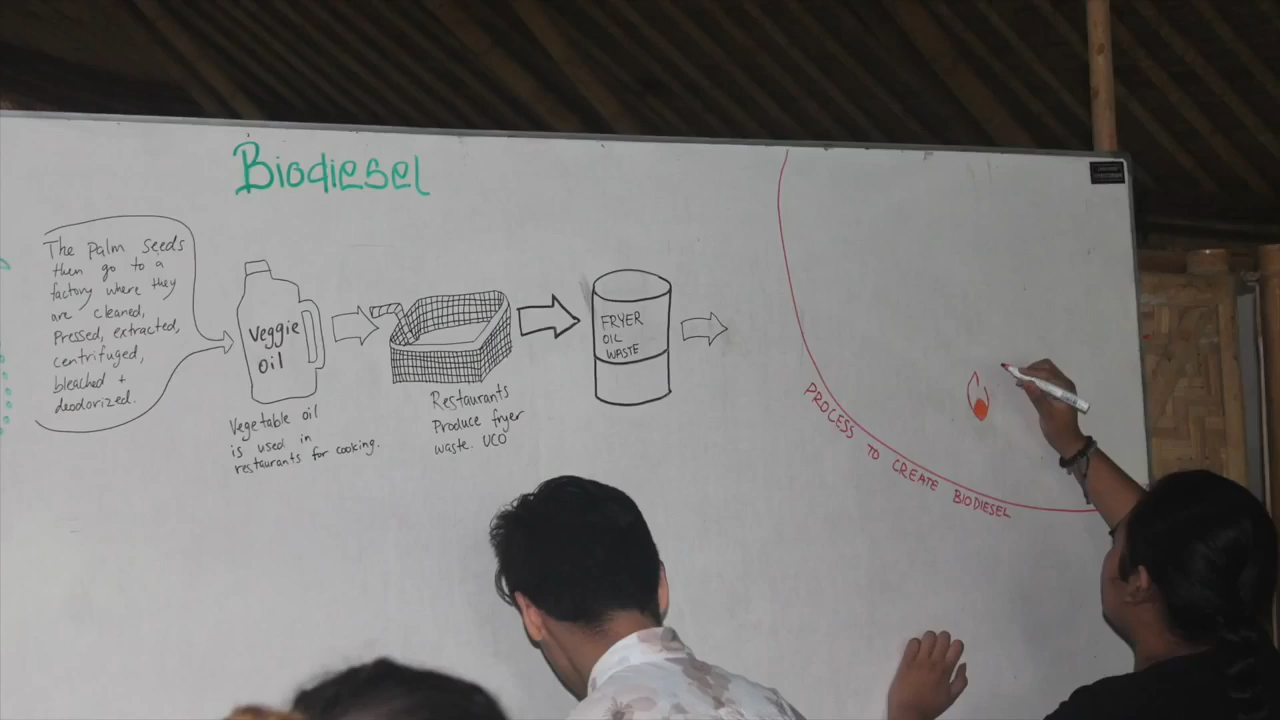 Biodiesel
The Palm Seeds
then go to a
factory where they
are cleaned,
Pressed, extracted,
centrifuged,
bleached +
deodorized.
Veggie
oil
Vegetable oil
is used in
restaurants for cooking.
Restaurants
Produce fryer
waste. UCO
FRYER
OIL
WASTE
PROCESS TO CREATE BIODIESEL